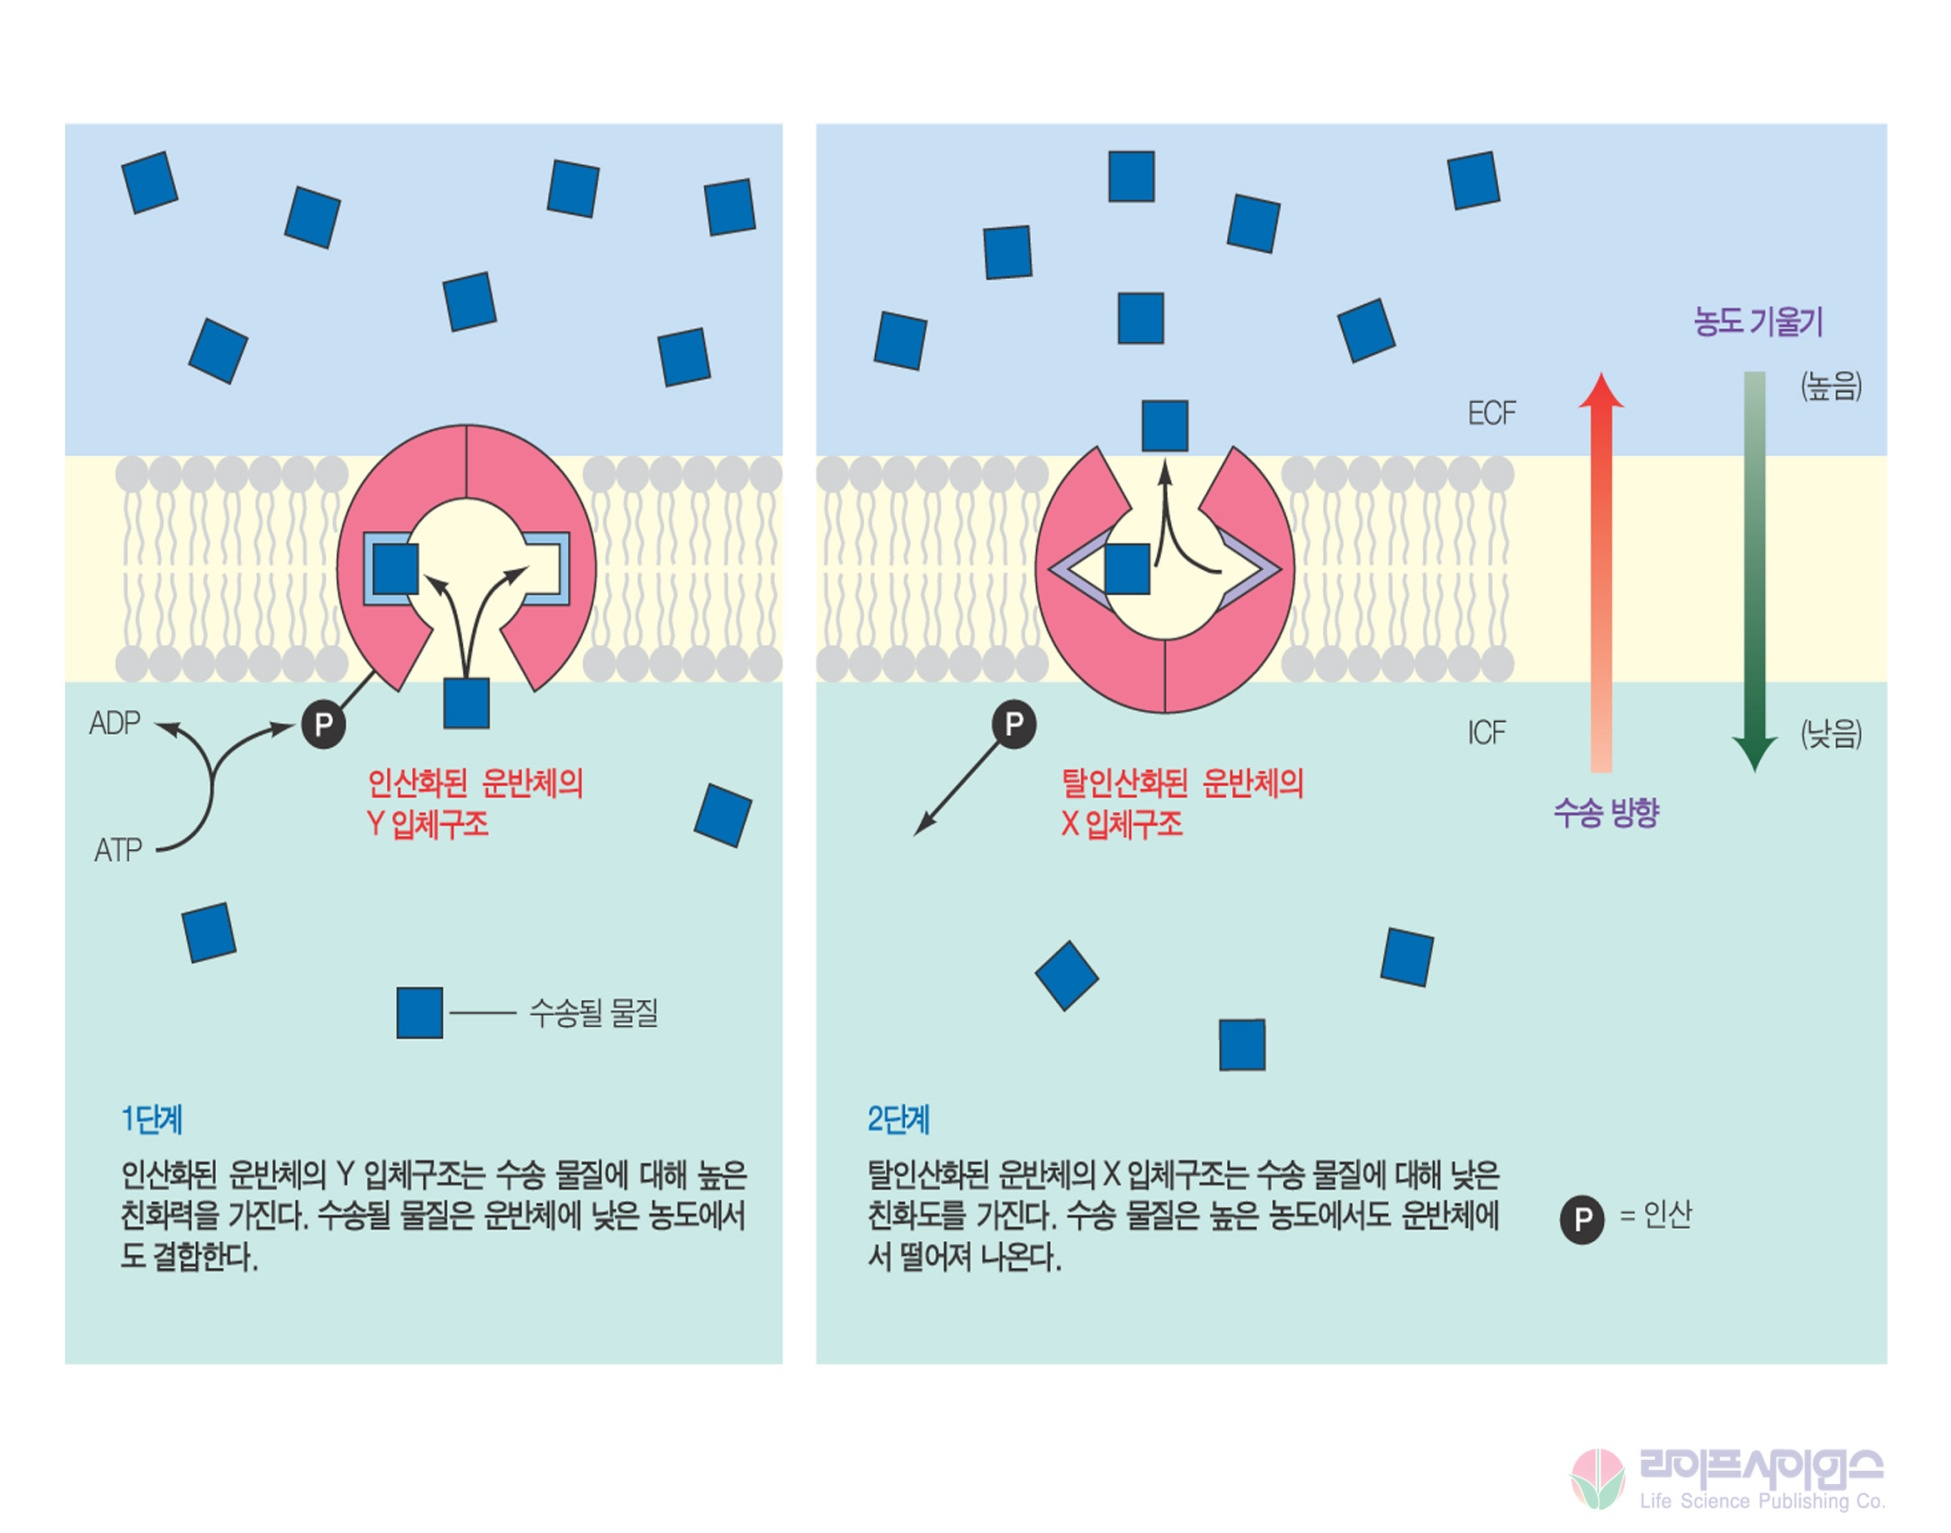 농도 기울기
(높음)
ECF
ADP
P
인산화된 운반체의
Y 입체구조
ATP
수송될 물질
1단계
인산화된 운반체의 Y 입체구조는 수송 물질에 대해 높은
친화력을 가진다. 수송될 물질은 운반체에 낮은 농도에서
도 결합한다.
P
탈인산화된 운반체의
X 입체구조
ICF
(낮음)
수송 방향
2단계
탈인산화된 운반체의 X 입체구조는 수송 물질에 대해 낮은
친화도를 가진다. 수송 물질은 높은 농도에서도 운반체에
서 떨어져 나온다.
P = 인산
라이프사이언스
Life Science Publishing Co.